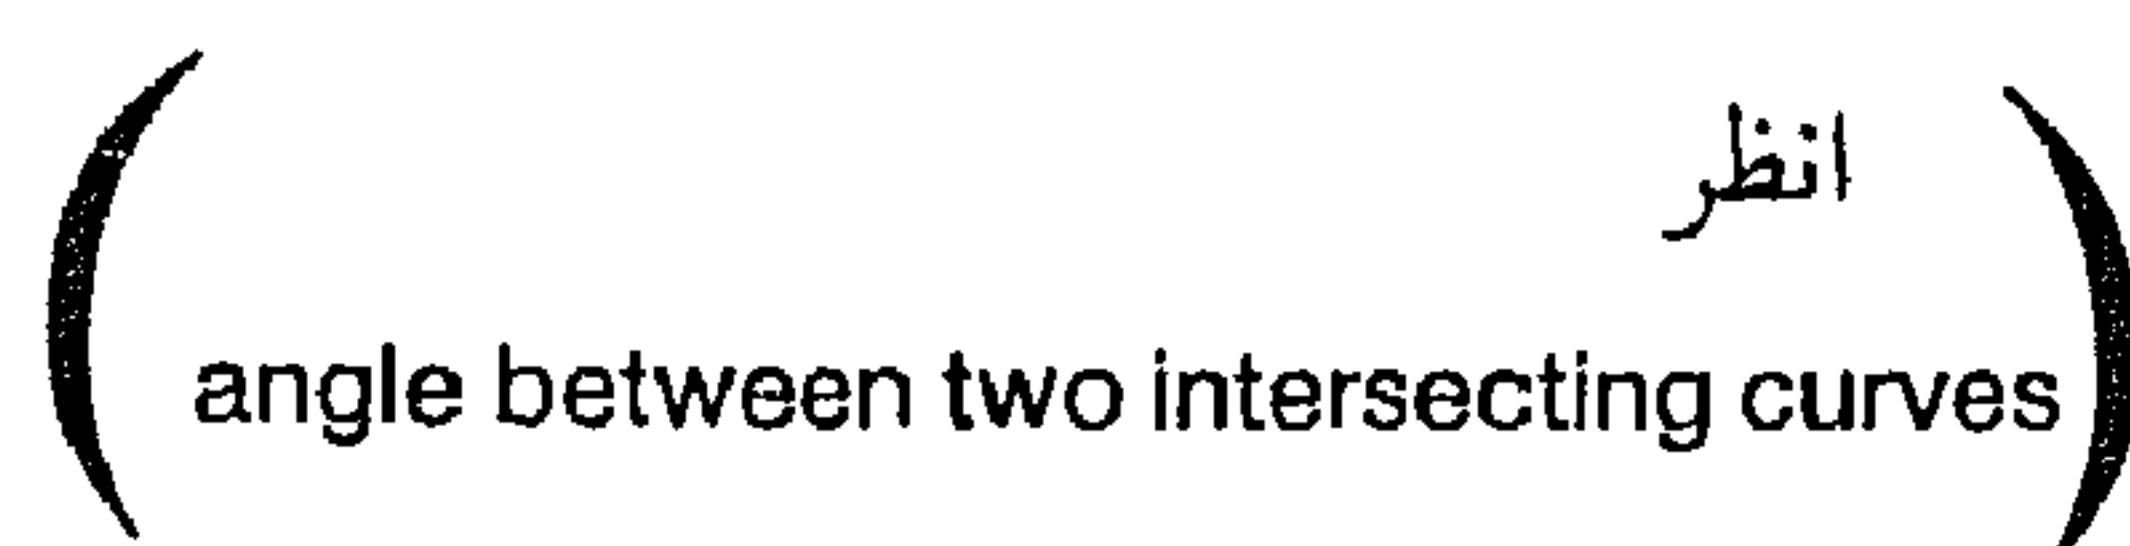 (انظر
angle between two intersecting curves)